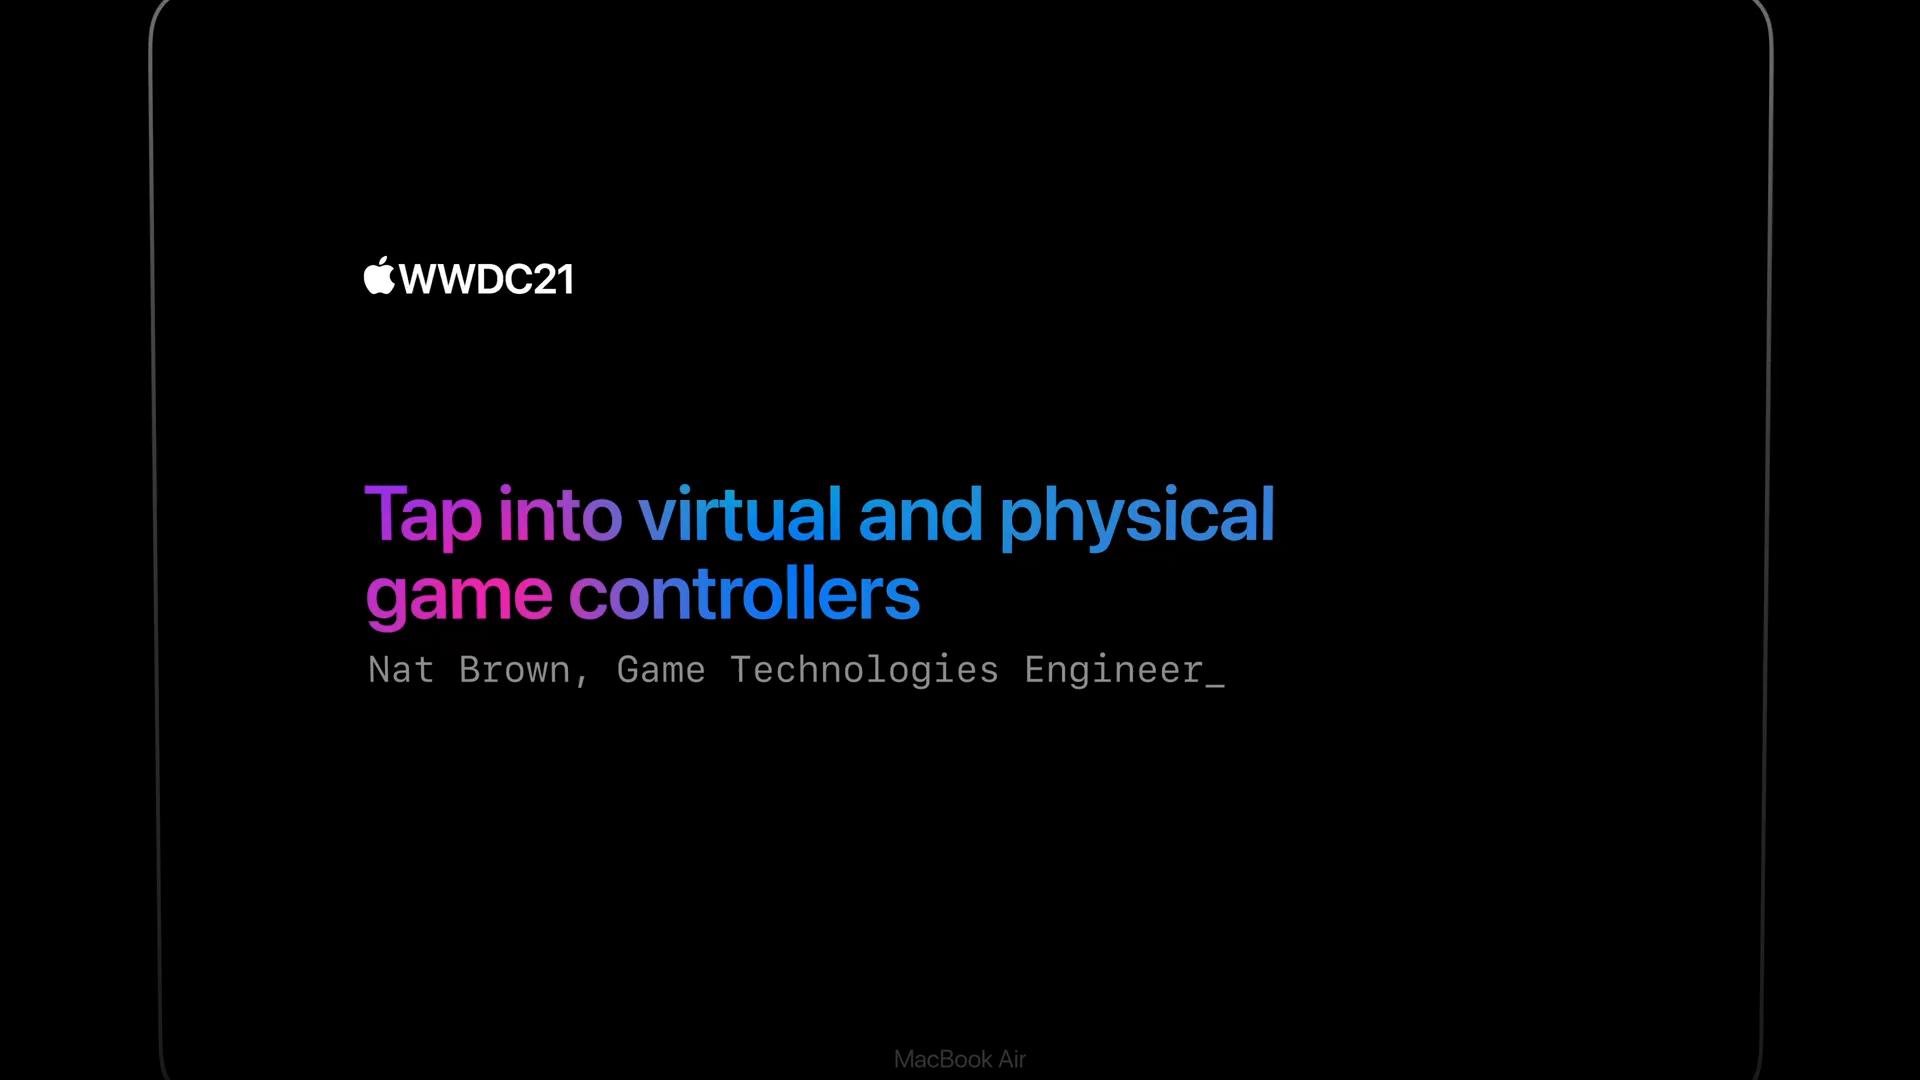 WWDC21
Tap into virtual and physical
game controllers
Nat Brown, Game Technologies Engineer_
MacBook Air